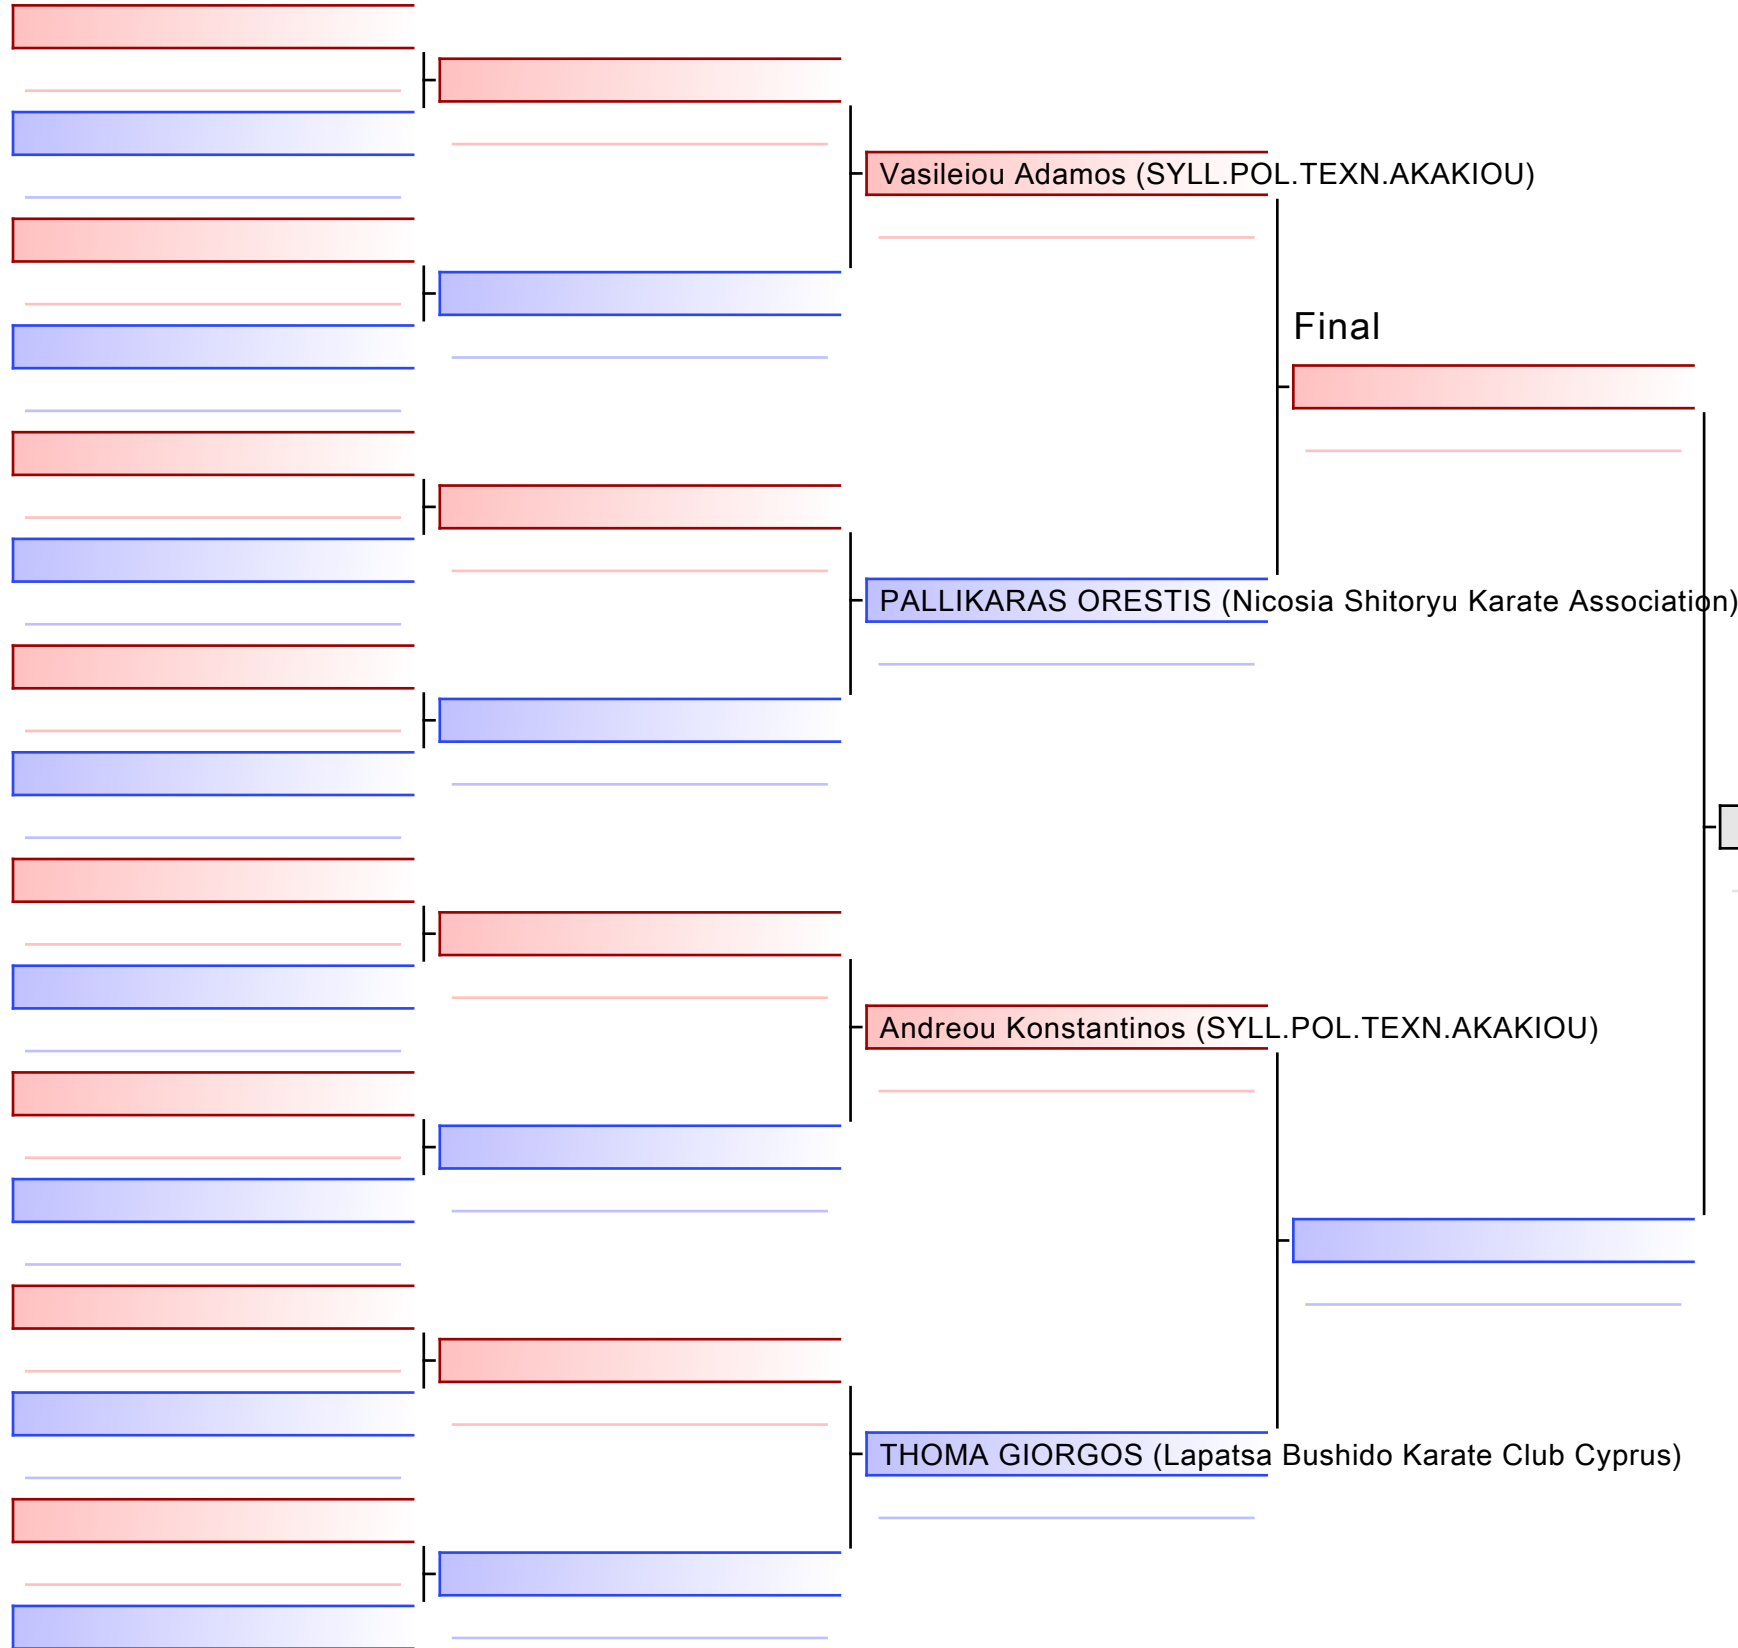 Vasileiou Adamos (SYLL.POL.TEXN.AKAKIOU)
Final
PALLIKARAS ORESTIS (Nicosia Shitoryu Karate Association)
Andreou Konstantinos (SYLL.POL.TEXN.AKAKIOU)
THOMA GIORGOS (Lapatsa Bushido Karate Club Cyprus)